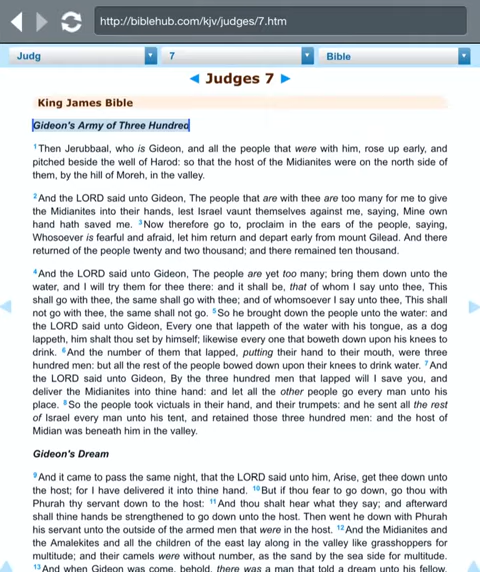 http://biblehub.com/kjv/judges/7.htm
Judg 7 Bible
Judges 7
King James Bible
Gideon's Army of Three Hundred
1Then Jerubbaal, who is Gideon, and all the people that were with him, rose up early, and
pitched beside the well of Harod: so that the host of the Midianites were on the north side of
them, by the hill of Moreh, in the valley.
2And the LORD said unto Gideon, The people that are with thee are too many for me to give
the Midianites into their hands, lest Israel vaunt themselves against me, saying, Mine own
hand hath saved me. 3Now therefore go to, proclaim in the ears of the people, saying,
Whosoever is fearful and afraid, let him return and depart early from mount Gilead. And there
returned of the people twenty and two thousand; and there remained ten thousand.
4And the LORD said unto Gideon, The people are yet too many; bring them down unto the
water, and I will try them for thee there: and it shall be, that of whom I say unto thee, This
shall go with thee, the same shall go with thee; and of whomsoever I say unto thee, This shall
not go with thee, the same shall not go. 5So he brought down the people unto the water: and
the LORD said unto Gideon, Every one that lappeth of the water with his tongue, as a dog
lappeth, him shalt thou set by himself; likewise every one that boweth down upon his knees to
drink. 6And the number of them that lapped, putting their hand to their mouth, were three
hundred men: but all the rest of the people bowed down upon their knees to drink water. 7And
the LORD said unto Gideon, By the three hundred men that lapped will I save you, and
deliver the Midianites into thine hand: and let all the other people go every man unto his
place. 8So the people took victuals in their hand, and their trumpets: and he sent all the rest
of Israel every man unto his tent, and retained those three hundred men: and the host of
Midian was beneath him in the valley.
Gideon's Dream
9And it came to pass the same night, that the LORD said unto him, Arise, get thee down unto
the host; for I have delivered it into thine hand. 10But if thou fear to go down, go thou with
Phurah thy servant down to the host: 11And thou shalt hear what they say; and afterward
shall thine hands be strengthened to go down unto the host. Then went he down with Phurah
his servant unto the outside of the armed men that were in the host. 12And the Midianites and
the Amalekites and all the children of the east lay along in the valley like grasshoppers for
multitude; and their camels were without number, as the sand by the sea side for multitude.
13And when Gideon was come, behold, there was a man that told a dream unto his fellow,